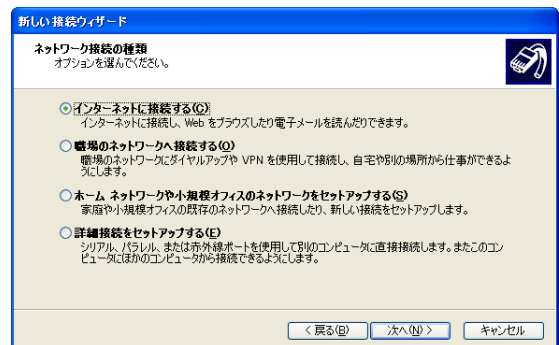 新しい接続ウィザード
ネットワーク接続の種類
オプションを選んでください。
インターネットに接続する(C)
インターネットに接続し、Web をブラウズしたり電子メールを読んだりできます。
職場のネットワークへ接続する(O)
職場のネットワークにダイヤルアップや VPN を使用して接続し、自宅や別の場所から仕事ができるよ
うにします。
ホーム ネットワークや小規模オフィスのネットワークをセットアップする(S)
家庭や小規模オフィスの既存のネットワークへ接続したり、新しい接続をセットアップします。
詳細接続をセットアップする(E)
シリアル、パラレル、または赤外線ポートを使用して別のコンピュータに直接接続します。またこのコン
ピュータにほかのコンピュータから接続できるようにします。
< 戻る(B)
次へ(N) >
キャンセル